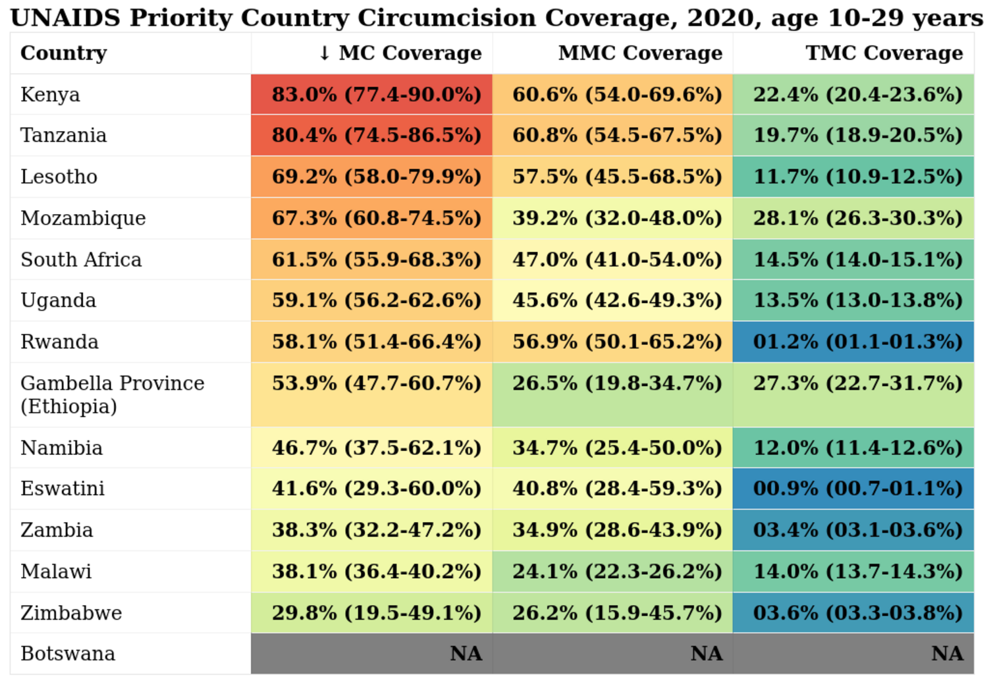 UNAIDS Priority Country Circumcision Coverage, 2020, age 10-29 years
Country ↓ MC Coverage MMC Coverage TMC Coverage
Kenya 83.0% (77.4-90.0%) 60.6% (54.0-69.6%) 22.4% (20.4-23.6%)
Tanzania 80.4% (74.5-86.5%) 60.8% (54.5-67.5%) 19.7% (18.9-20.5%)
Lesotho 69.2% (58.0-79.9%) 57.5% (45.5-68.5%) 11.7% (10.9-12.5%)
Mozambique 67.3% (60.8-74.5%) 39.2% (32.0-48.0%) 28.1% (26.3-30.3%)
South Africa 61.5% (55.9-68.3%) 47.0% (41.0-54.0%) 14.5% (14.0-15.1%)
Uganda 59.1% (56.2-62.6%) 45.6% (42.6-49.3%) 13.5% (13.0-13.8%)
Rwanda 58.1% (51.4-66.4%) 56.9% (50.1-65.2%) 01.2% (01.1-01.3%)
Gambella Province 53.9% (47.7-60.7%) 26.5% (19.8-34.7%) 27.3% (22.7-31.7%)
(Ethiopia)
Namibia 46.7% (37.5-62.1%) 34.7% (25.4-50.0%) 12.0% (11.4-12.6%)
Eswatini 41.6% (29.3-60.0%) 40.8% (28.4-59.3%) 00.9% (00.7-01.1%)
Zambia 38.3% (32.2-47.2%) 34.9% (28.6-43.9%) 03.4% (03.1-03.6%)
Malawi 38.1% (36.4-40.2%) 24.1% (22.3-26.2%) 14.0% (13.7-14.3%)
Zimbabwe 29.8% (19.5-49.1%) 26.2% (15.9-45.7%) 03.6% (03.3-03.8%)
Botswana NA NA NA